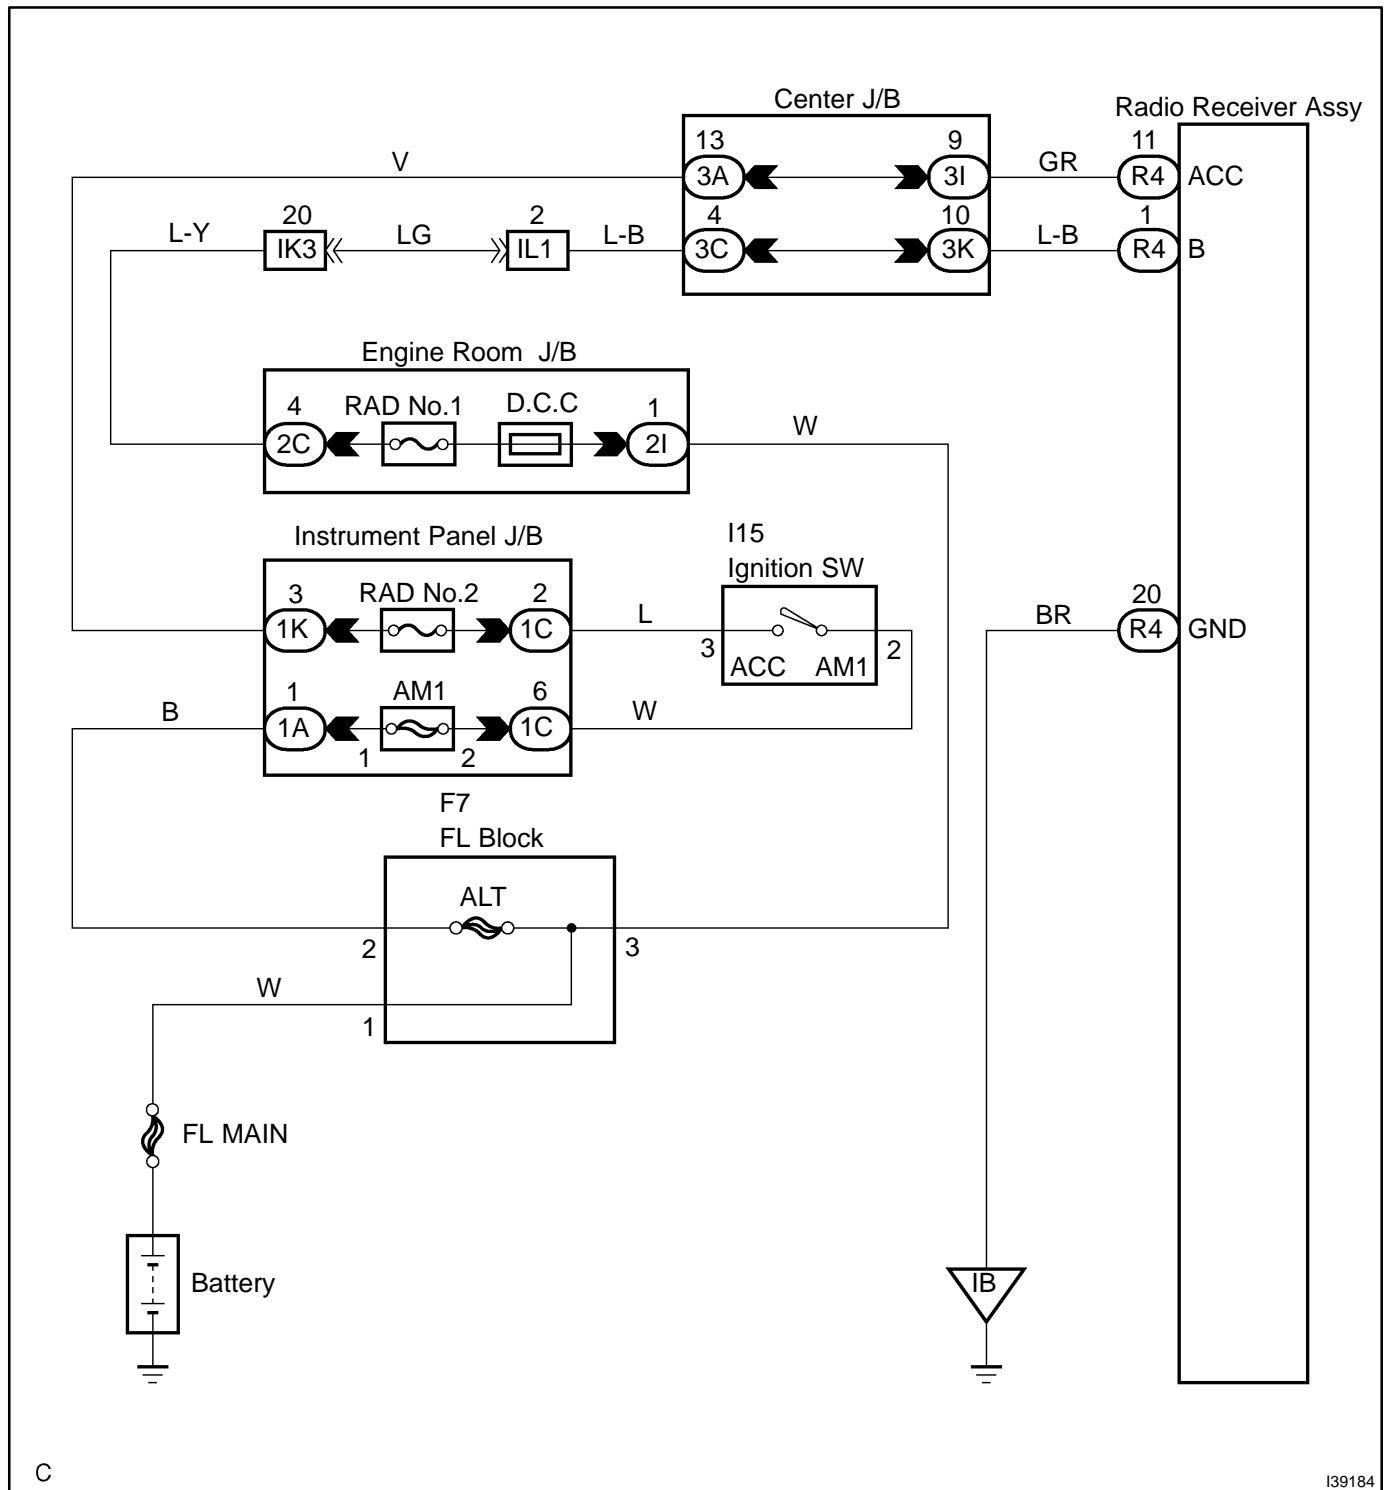 Center J/B
Radio Receiver Assy
13
9
11
V
3A
3I
GR
R4
ACC
20
2
4
10
1
L-Y
IK3
LG
IL1
L-B
3C
3K
L-B
R4
B
Engine Room J/B
4
RAD No.1
D.C.C
1
W
2C
2I
Instrument Panel J/B
I15
Ignition SW
3
RAD No.2
2
20
1K
1C
L
BR
R4
GND
3
ACC
AM1
2
1
AM1
6
B
1A
1C
W
1
2
F7
FL Block
ALT
2
3
W
1
FL MAIN
Battery
IB
C
I39184